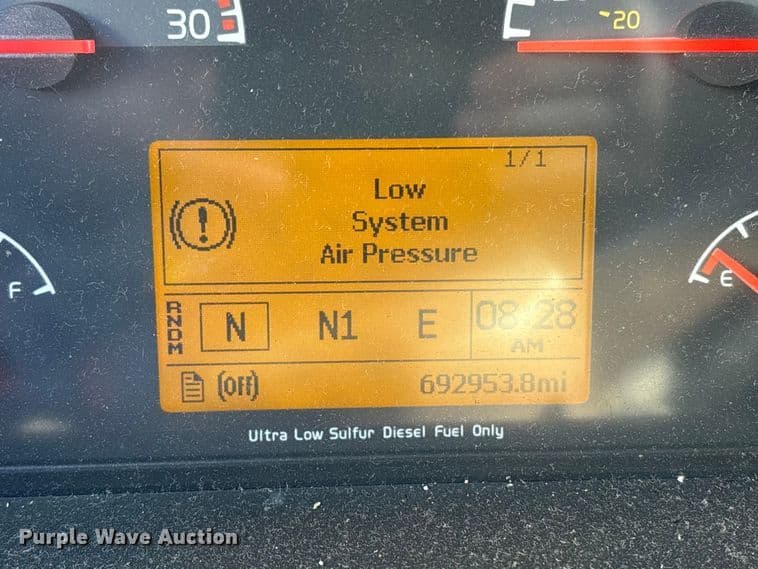 30
-20
1/1
Low
System
Air Pressure
F
E
RNDM
N N1 E 08:28
AM
(Off) 692953.8mi
Ultra Low Sulfur Diesel Fuel Only
Purple Wave Auction